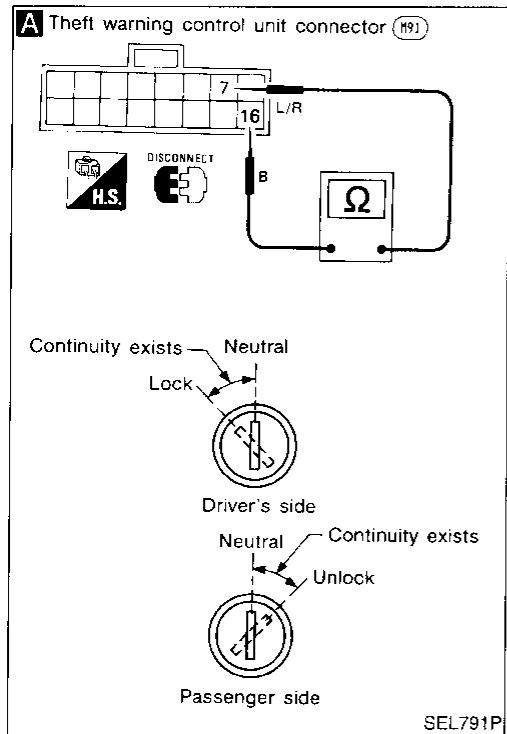 A Theft warning control unit connector M91
7
L/R
16
DISCONNECT
H.S.
B
Ω
Continuity exists
Neutral
Lock
Driver's side
Neutral
Continuity exists
Unlock
Passenger side
SEL791P